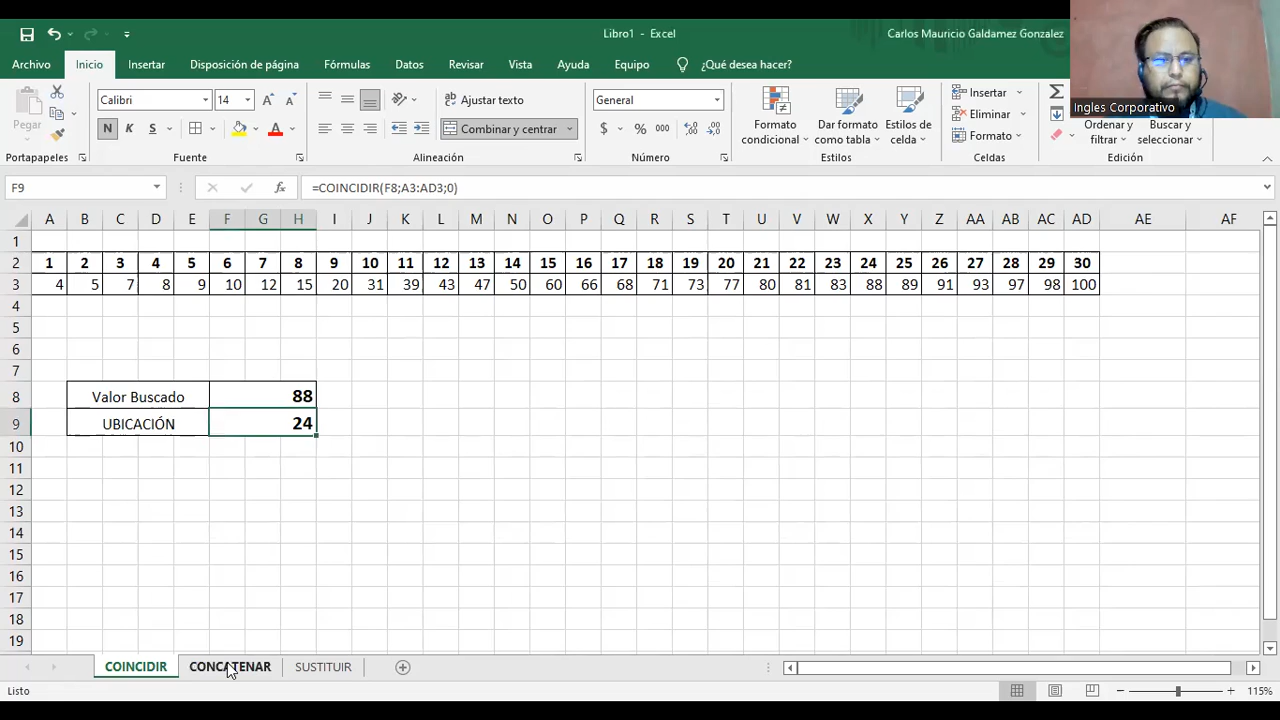 Libro1 - Excel
Carlos Mauricio Galdamez Gonzalez
Archivo Inicio Insertar Disposición de página Fórmulas Datos Revisar Vista Ayuda Equipo ¿Qué desea hacer?
Ingles Corporativo
Pegar
Calibri 14
N K S
Ajustar texto
Combinar y centrar
General
$ % 000
Formato condicional
Dar formato como tabla
Estilos de celda
Insertar
Eliminar
Formato
Ordenar y filtrar
Buscar y seleccionar
Portapapeles Fuente Alineación Número Estilos Celdas Edición
F9 fx =COINCIDIR(F8;A3:AD3;0)
A B C D E F G H I J K L M N O P Q R S T U V W X Y Z AA AB AC AD AE AF
1
2 1 2 3 4 5 6 7 8 9 10 11 12 13 14 15 16 17 18 19 20 21 22 23 24 25 26 27 28 29 30
3 4 5 7 8 9 10 12 15 20 31 39 43 47 50 60 66 68 71 73 77 80 81 83 88 89 91 93 97 98 100
4
5
6
7
8 Valor Buscado 88
9 UBICACIÓN 24
10
11
12
13
14
15
16
17
18
19
COINCIDIR CONCATENAR SUSTITUIR
Listo 115%